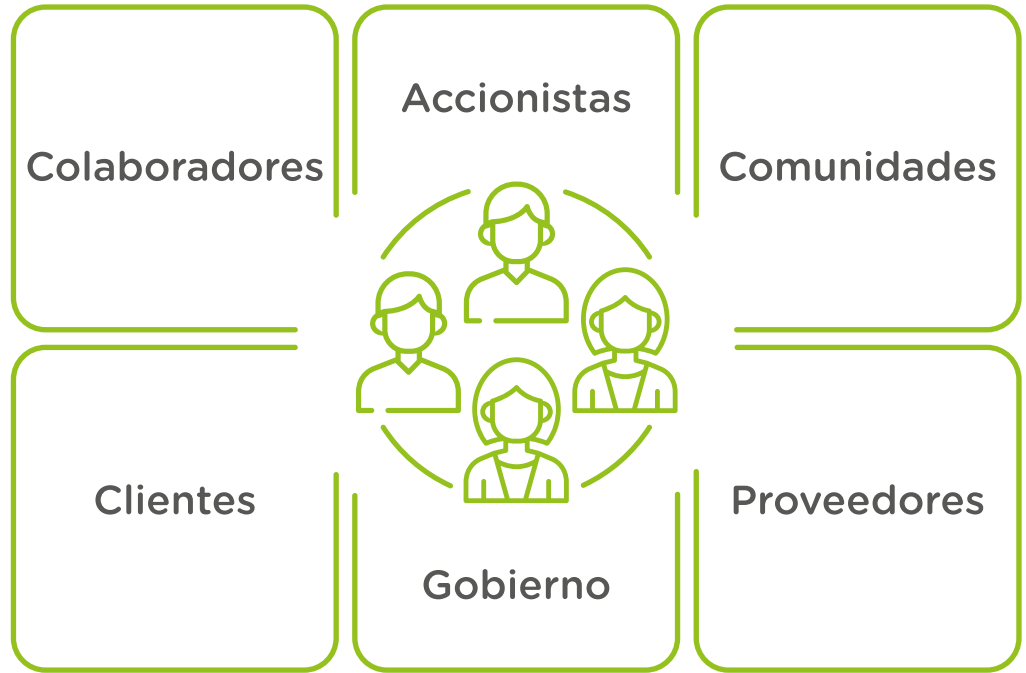 Colaboradores
Accionistas
Comunidades
Clientes
Gobierno
Proveedores